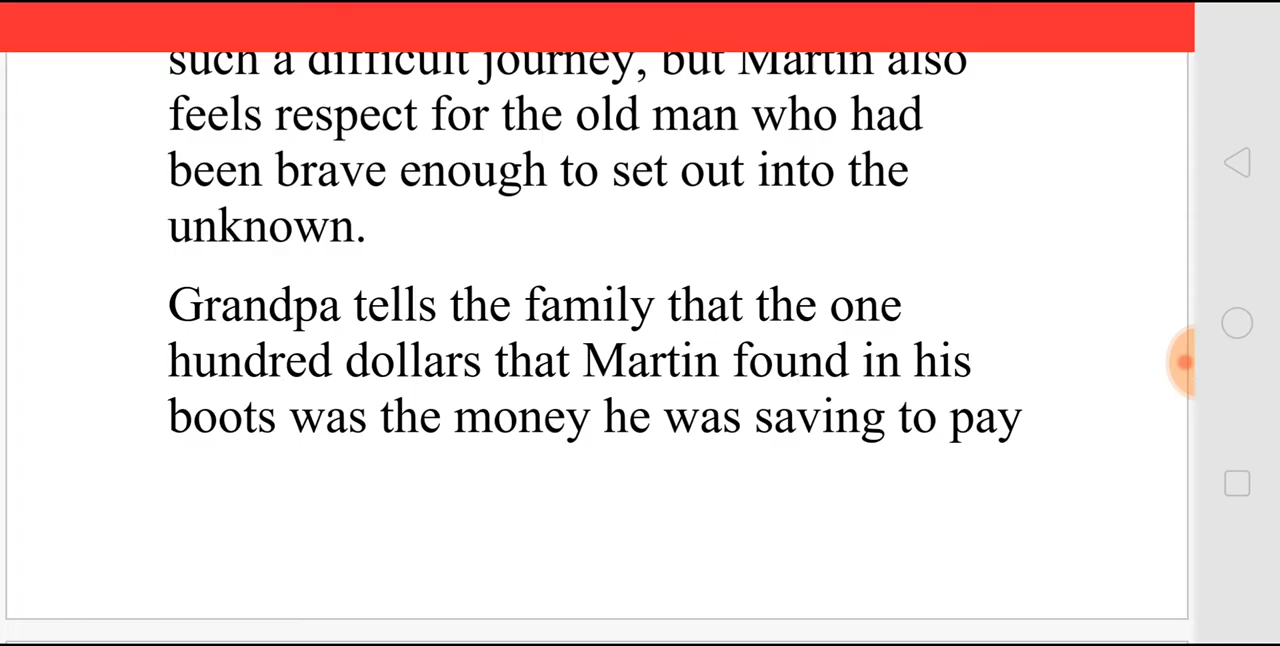 such a difficult journey, but Martin also
feels respect for the old man who had
been brave enough to set out into the
unknown.
Grandpa tells the family that the one
hundred dollars that Martin found in his
boots was the money he was saving to pay